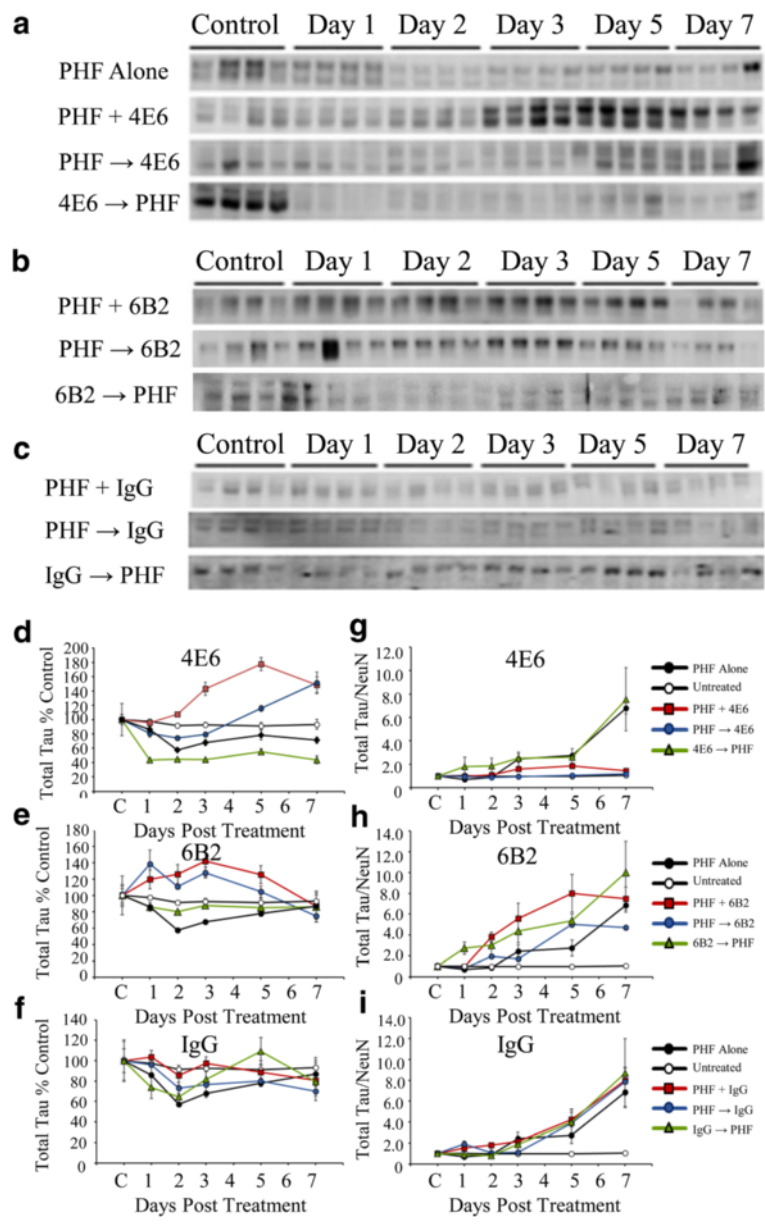 a
Control Day 1 Day 2 Day 3 Day 5 Day 7
PHF Alone
PHF + 4E6
PHF → 4E6
4E6 → PHF
b
Control Day 1 Day 2 Day 3 Day 5 Day 7
PHF + 6B2
PHF → 6B2
6B2 → PHF
c
Control Day 1 Day 2 Day 3 Day 5 Day 7
PHF + IgG
PHF → IgG
IgG → PHF
d
4E6
Total Tau % Control
200
180
160
140
120
100
80
60
40
20
0
C 1 2 3 4 5 6 7
Days Post Treatment
g
4E6
Total Tau/NeuN
12.0
10.0
8.0
6.0
4.0
2.0
0
C 1 2 3 4 5 6 7
Days Post Treatment
PHF Alone
Untreated
PHF + 4E6
PHF → 4E6
4E6 → PHF
e
6B2
Total Tau % Control
180
160
140
120
100
80
60
40
20
0
C 1 2 3 4 5 6 7
Days Post Treatment
h
6B2
Total Tau/NeuN
14.0
12.0
10.0
8.0
6.0
4.0
2.0
0
C 1 2 3 4 5 6 7
Days Post Treatment
PHF Alone
Untreated
PHF + 6B2
PHF → 6B2
6B2 → PHF
f
IgG
Total Tau % Control
140
120
100
80
60
40
20
0
C 1 2 3 4 5 6 7
Days Post Treatment
i
IgG
Total Tau/NeuN
16.0
14.0
12.0
10.0
8.0
6.0
4.0
2.0
0
C 1 2 3 4 5 6 7
Days Post Treatment
PHF Alone
Untreated
PHF + IgG
PHF → IgG
IgG → PHF